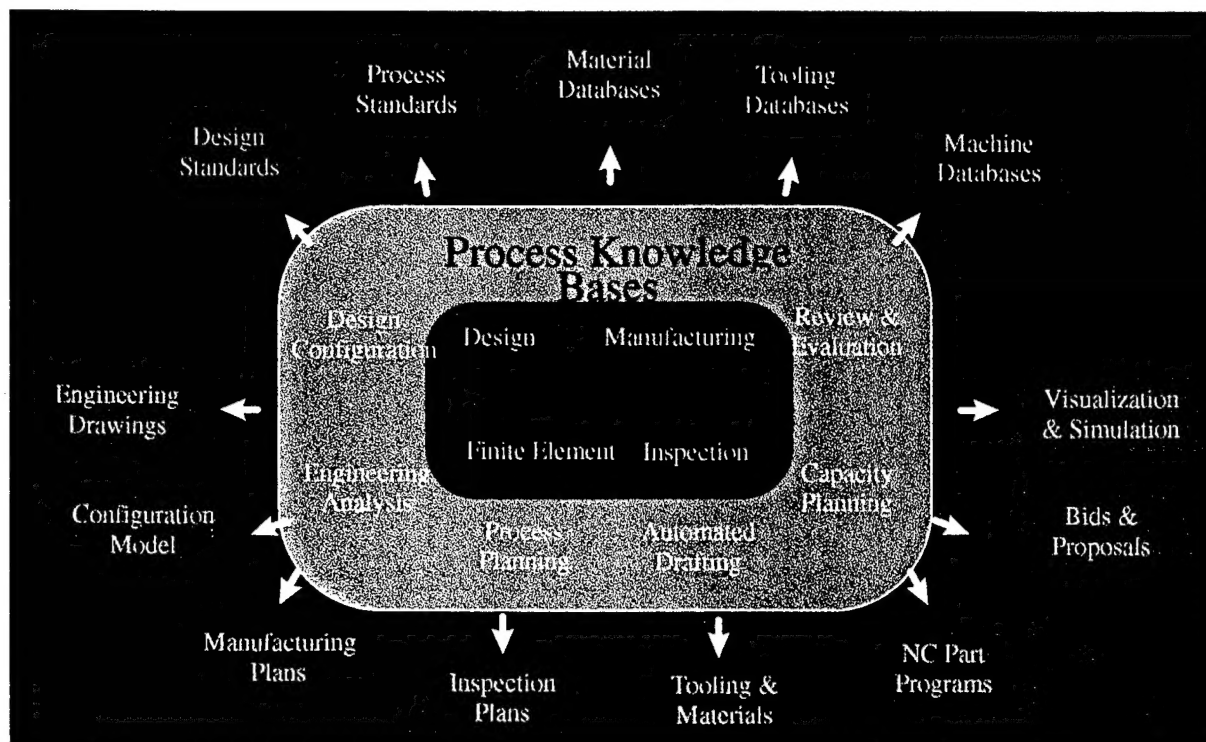 Material
Databases
Process
Standards
Tooling
Databases
Design
Standards
Machine
Databases
Process Knowledge
Bases
Design
Configuration
Design
Manufacturing
Review &
Evaluation
Engineering
Drawings
Visualization
& Simulation
Finite Element
Inspection
Engineering
Analysis
Capacity
Planning
Configuration
Model
Process
Planning
Automated
Drafting
Bids &
Proposals
Manufacturing
Plans
Inspection
Plans
Tooling &
Materials
NC Part
Programs